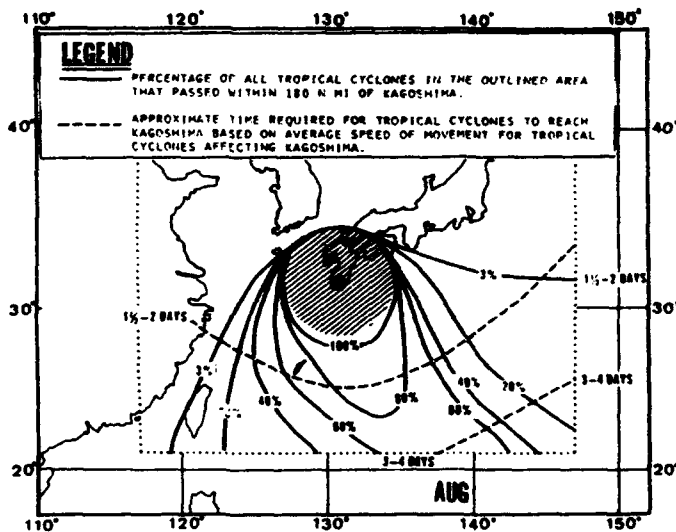 110° 120° 130° 140° 150°
LEGEND
PERCENTAGE OF ALL TROPICAL CYCLONES IN THE OUTLINED AREA
THAT PASSED WITHIN 180 N MI OF KAGOSHIMA.
APPROXIMATE TIME REQUIRED FOR TROPICAL CYCLONES TO REACH
KAGOSHIMA BASED ON AVERAGE SPEED OF MOVEMENT FOR TROPICAL
CYCLONES AFFECTING KAGOSHIMA.
40° 40°
3% 1½-2 DAYS
30° 30°
1½-2 DAYS
100%
3% 3-4 DAYS
40% 60% 80% 60% 40% 20%
20° 3-4 DAYS 20°
AUG
110° 120° 130° 140° 150°